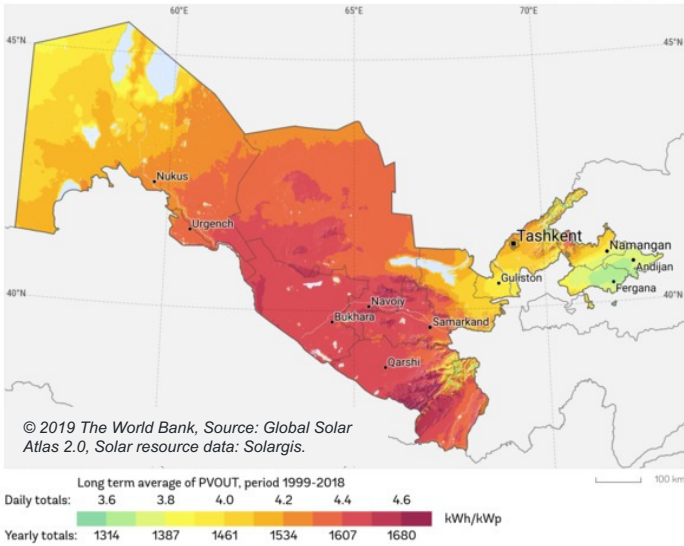 60°E 65°E 70°E
45°N 45°N
Nukus
Urgench
Tashkent
Namangan
Andijan
Guliston
Fergana
40°N 40°N
Navoiy
Bukhara
Samarkand
Qarshi
© 2019 The World Bank, Source: Global Solar
Atlas 2.0, Solar resource data: Solargis.
100 km
Long term average of PVOUT, period 1999-2018
Daily totals: 3.6 3.8 4.0 4.2 4.4 4.6
kWh/kWp
Yearly totals: 1314 1387 1461 1534 1607 1680